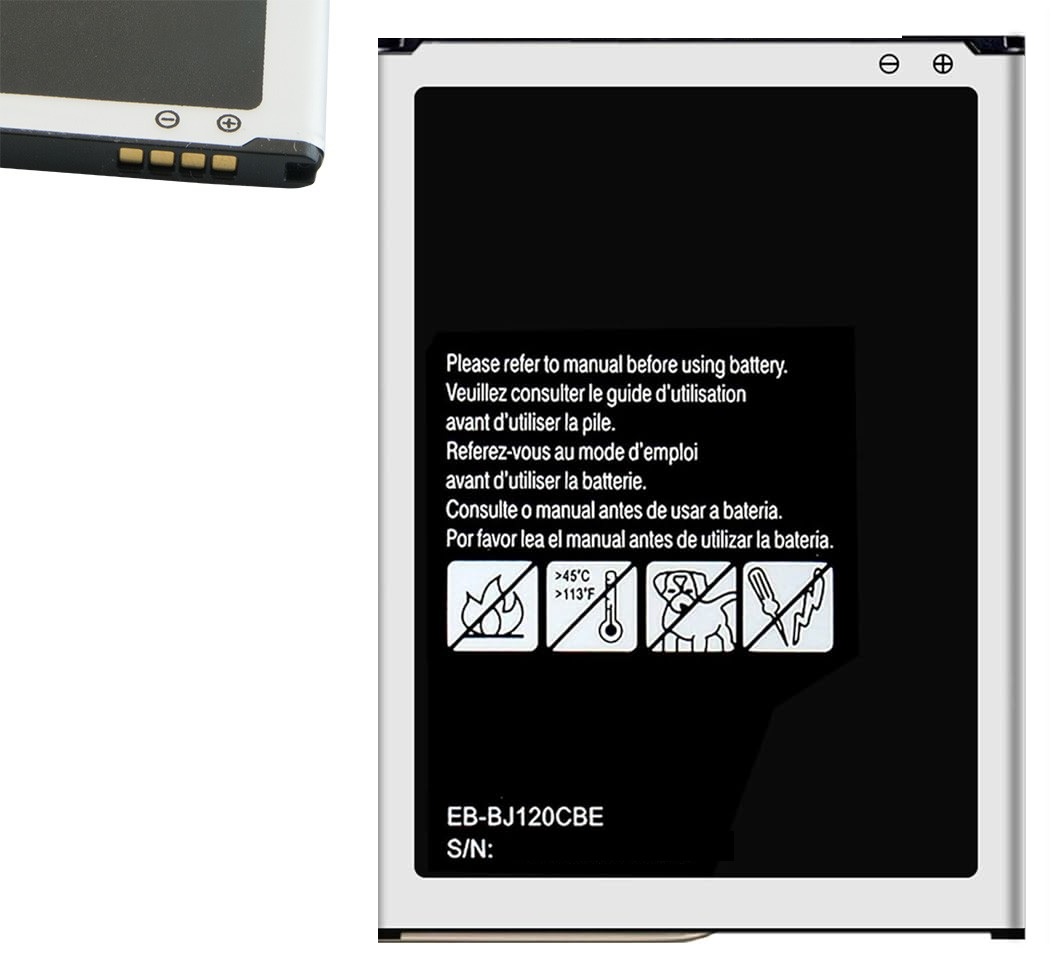 Please refer to manual before using battery.
Veuillez consulter le guide d'utilisation
avant d'utiliser la pile.
Referez-vous au mode d'emploi
avant d'utiliser la batterie.
Consulte o manual antes de usar a bateria.
Por favor lea el manual antes de utilizar la bateria.
>45°C
>113°F
EB-BJ120CBE
S/N: